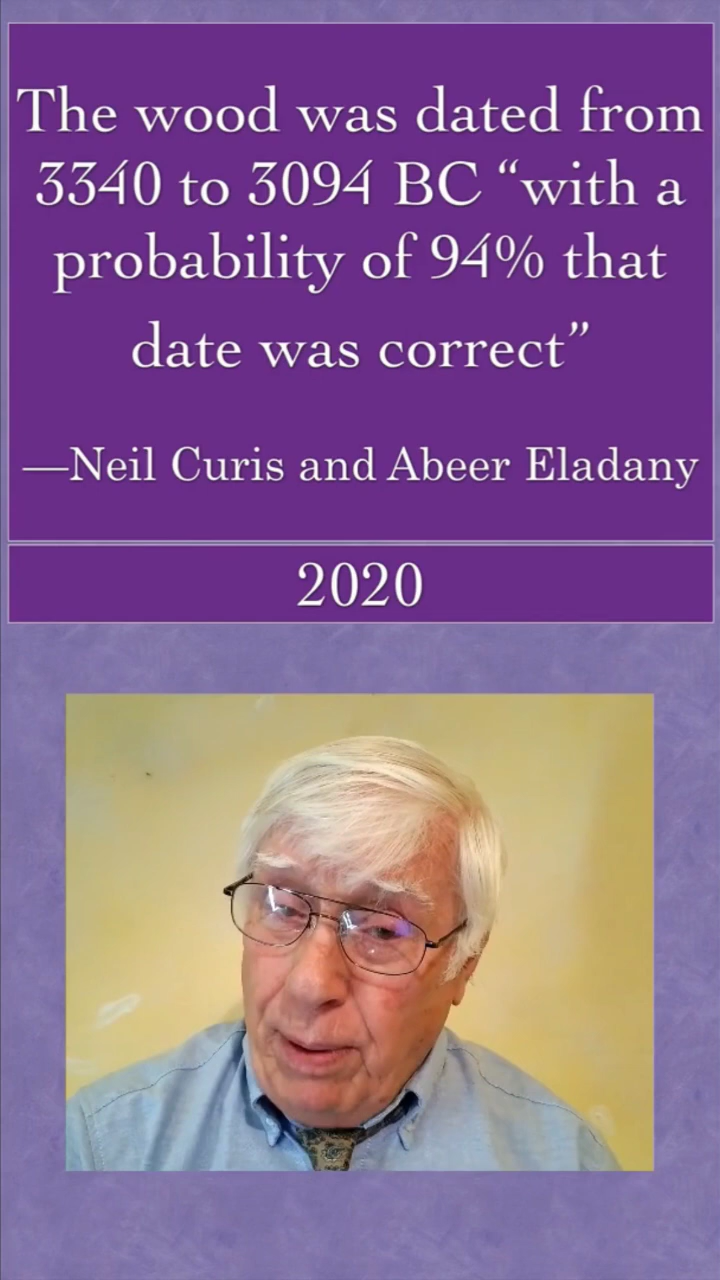 The wood was dated from
3340 to 3094 BC “with a
probability of 94% that
date was correct”
—Neil Curis and Abeer Eladany
2020